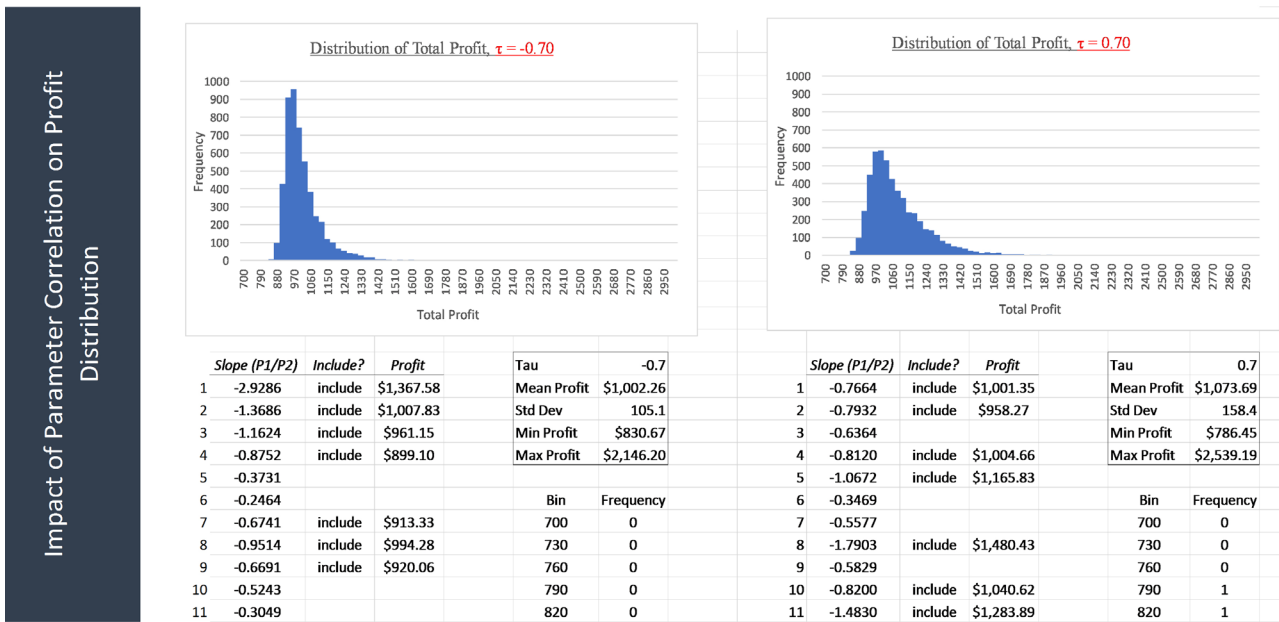 Impact of Parameter Correlation on Profit
Distribution
Distribution of Total Profit, τ = -0.70
1000
900
800
700
600
500
400
300
200
100
0
Frequency
700 790 880 970 1060 1150 1240 1330 1420 1510 1600 1690 1780 1870 1960 2050 2140 2230 2320 2410 2500 2590 2680 2770 2860 2950
Total Profit
Distribution of Total Profit, τ = 0.70
1000
900
800
700
600
500
400
300
200
100
0
Frequency
700 790 880 970 1060 1150 1240 1330 1420 1510 1600 1690 1780 1870 1960 2050 2140 2230 2320 2410 2500 2590 2680 2770 2860 2950
Total Profit
Slope (P1/P2) Include? Profit
1 -2.9286 include $1,367.58
2 -1.3686 include $1,007.83
3 -1.1624 include $961.15
4 -0.8752 include $899.10
5 -0.3731
6 -0.2464
7 -0.6741 include $913.33
8 -0.9514 include $994.28
9 -0.6691 include $920.06
10 -0.5243
11 -0.3049
Tau -0.7
Mean Profit $1,002.26
Std Dev 105.1
Min Profit $830.67
Max Profit $2,146.20
Bin Frequency
700 0
730 0
760 0
790 0
820 0
Slope (P1/P2) Include? Profit
1 -0.7664 include $1,001.35
2 -0.7932 include $958.27
3 -0.6364
4 -0.8120 include $1,004.66
5 -1.0672 include $1,165.83
6 -0.3469
7 -0.5577
8 -1.7903 include $1,480.43
9 -0.5829
10 -0.8200 include $1,040.62
11 -1.4830 include $1,283.89
Tau 0.7
Mean Profit $1,073.69
Std Dev 158.4
Min Profit $786.45
Max Profit $2,539.19
Bin Frequency
700 0
730 0
760 0
790 1
820 1